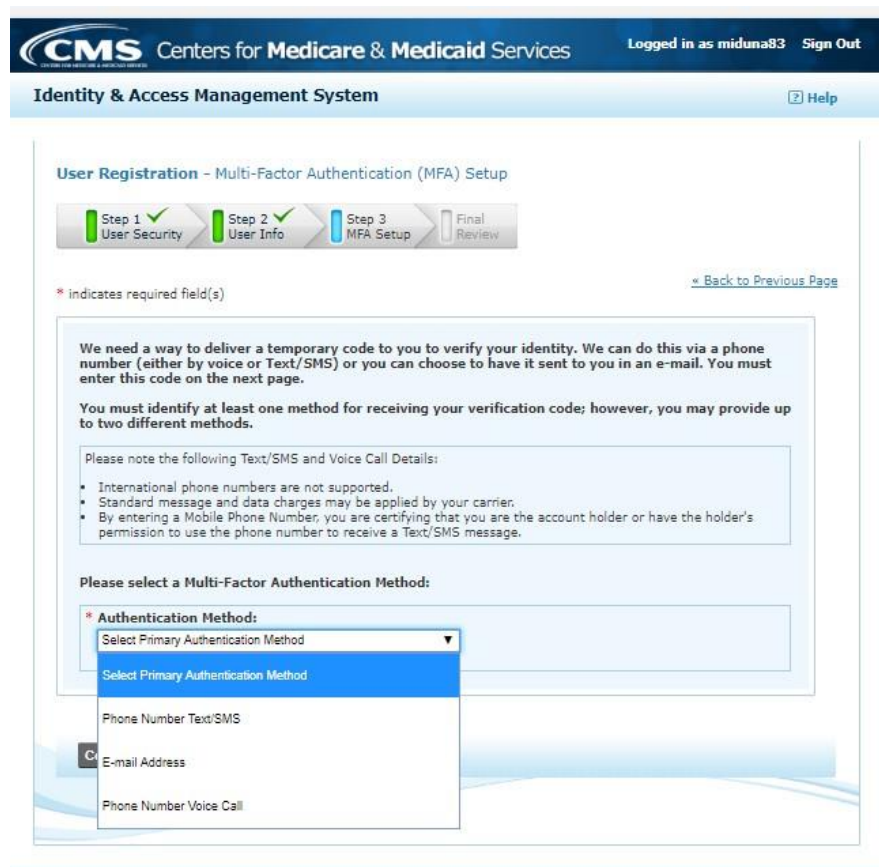 CMS Centers for Medicare & Medicaid Services
CENTERS FOR MEDICARE & MEDICAID SERVICES
Logged in as miduna83 Sign Out
Identity & Access Management System
? Help
User Registration – Multi-Factor Authentication (MFA) Setup
Step 1
User Security
Step 2
User Info
Step 3
MFA Setup
Final
Review
« Back to Previous Page
* indicates required field(s)
We need a way to deliver a temporary code to you to verify your identity. We can do this via a phone
number (either by voice or Text/SMS) or you can choose to have it sent to you in an e-mail. You must
enter this code on the next page.
You must identify at least one method for receiving your verification code; however, you may provide up
to two different methods.
Please note the following Text/SMS and Voice Call Details:
▪ International phone numbers are not supported.
▪ Standard message and data charges may be applied by your carrier.
▪ By entering a Mobile Phone Number, you are certifying that you are the account holder or have the holder's
permission to use the phone number to receive a Text/SMS message.
Please select a Multi-Factor Authentication Method:
* Authentication Method:
Select Primary Authentication Method
Select Primary Authentication Method
Phone Number Text/SMS
E-mail Address
Phone Number Voice Call